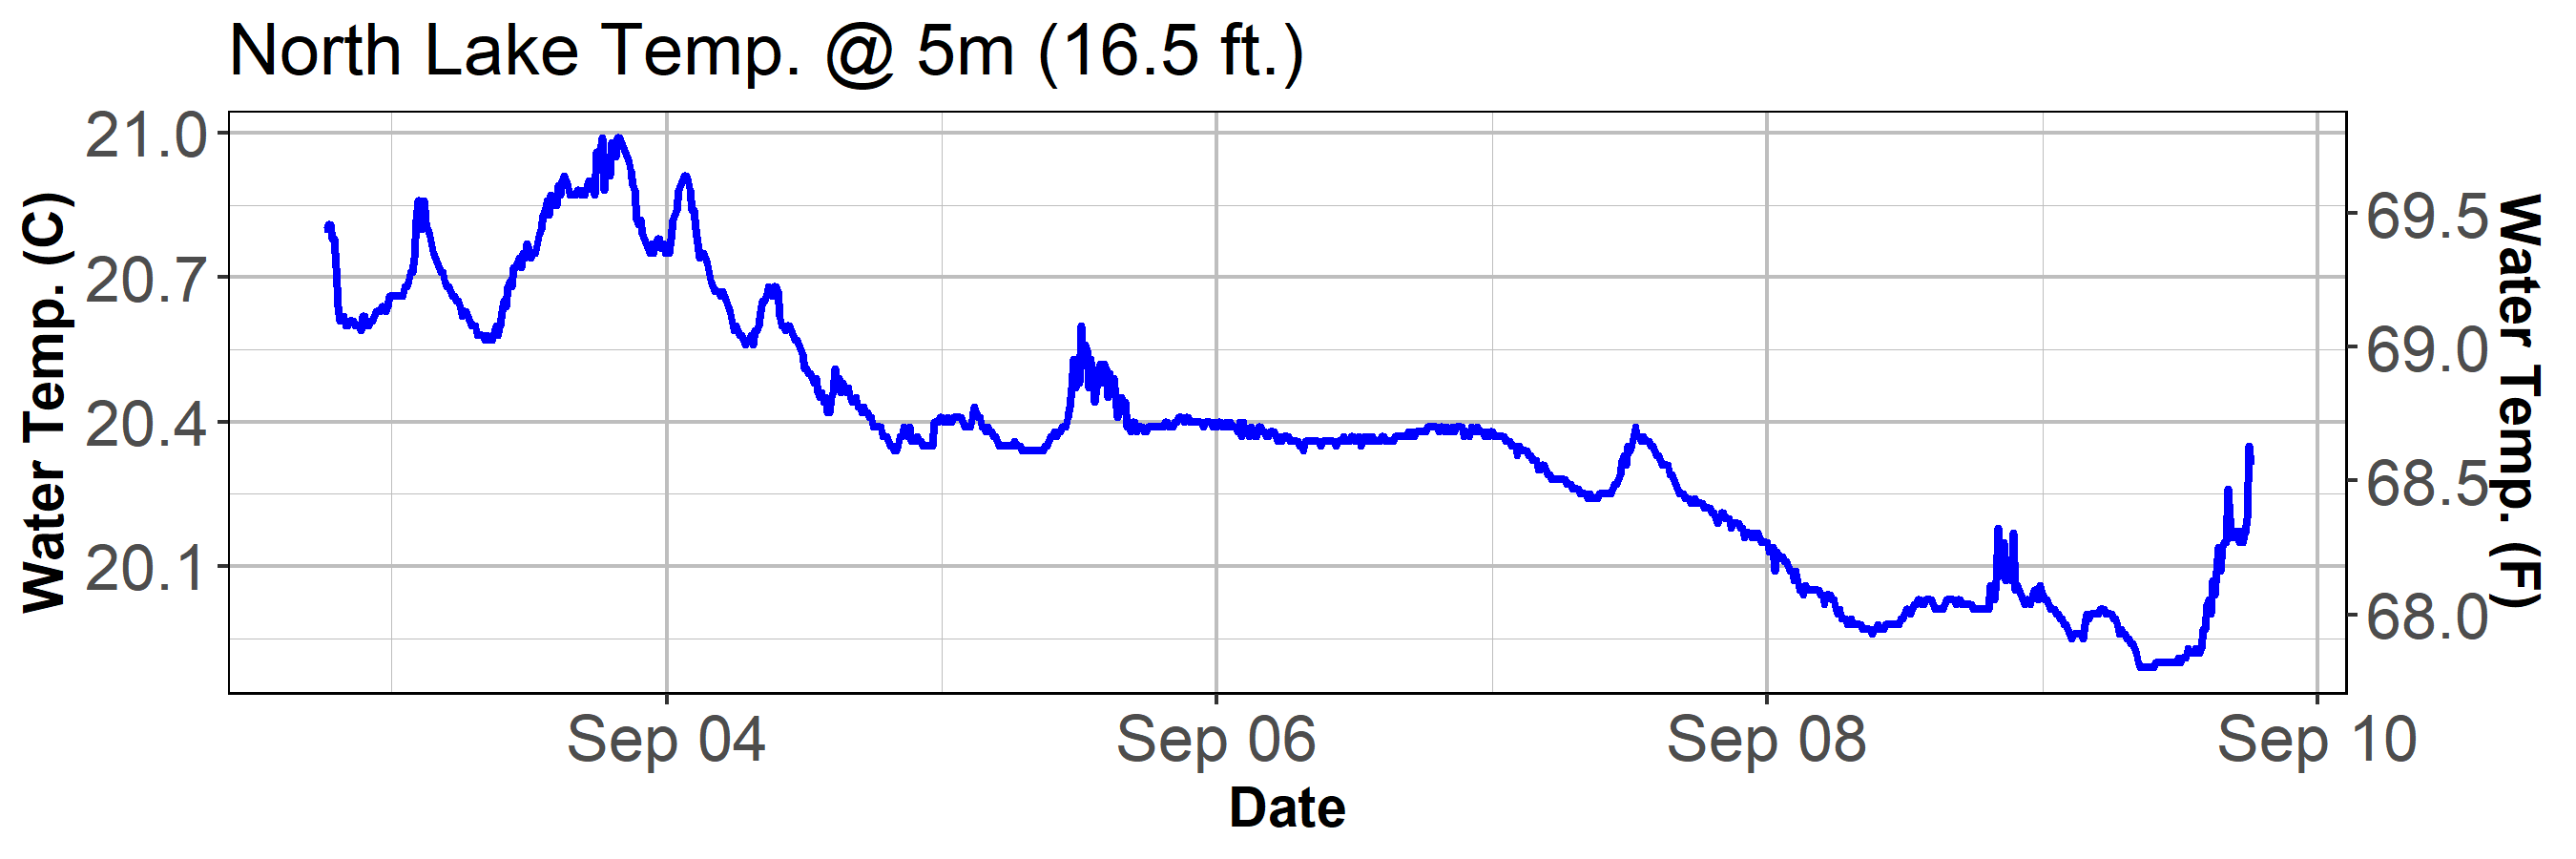 North Lake Temp. @ 5m (16.5 ft.)
Water Temp. (C)
21.0
20.7
20.4
20.1
69.5
69.0
68.5
68.0
Water Temp. (F)
Sep 04
Sep 06
Sep 08
Sep 10
Date